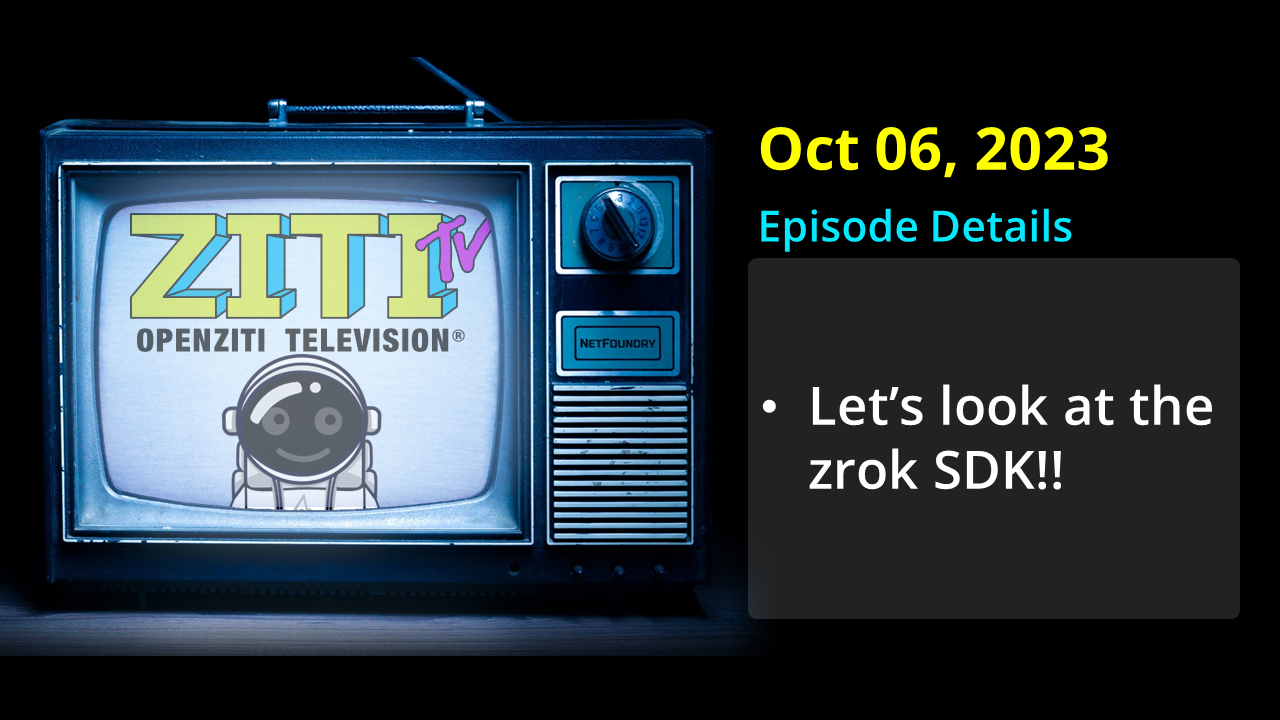 Oct 06, 2023
Episode Details
ZITI TV
OPENZITI TELEVISION®
NETFOUNDRY
• Let’s look at the
zrok SDK!!